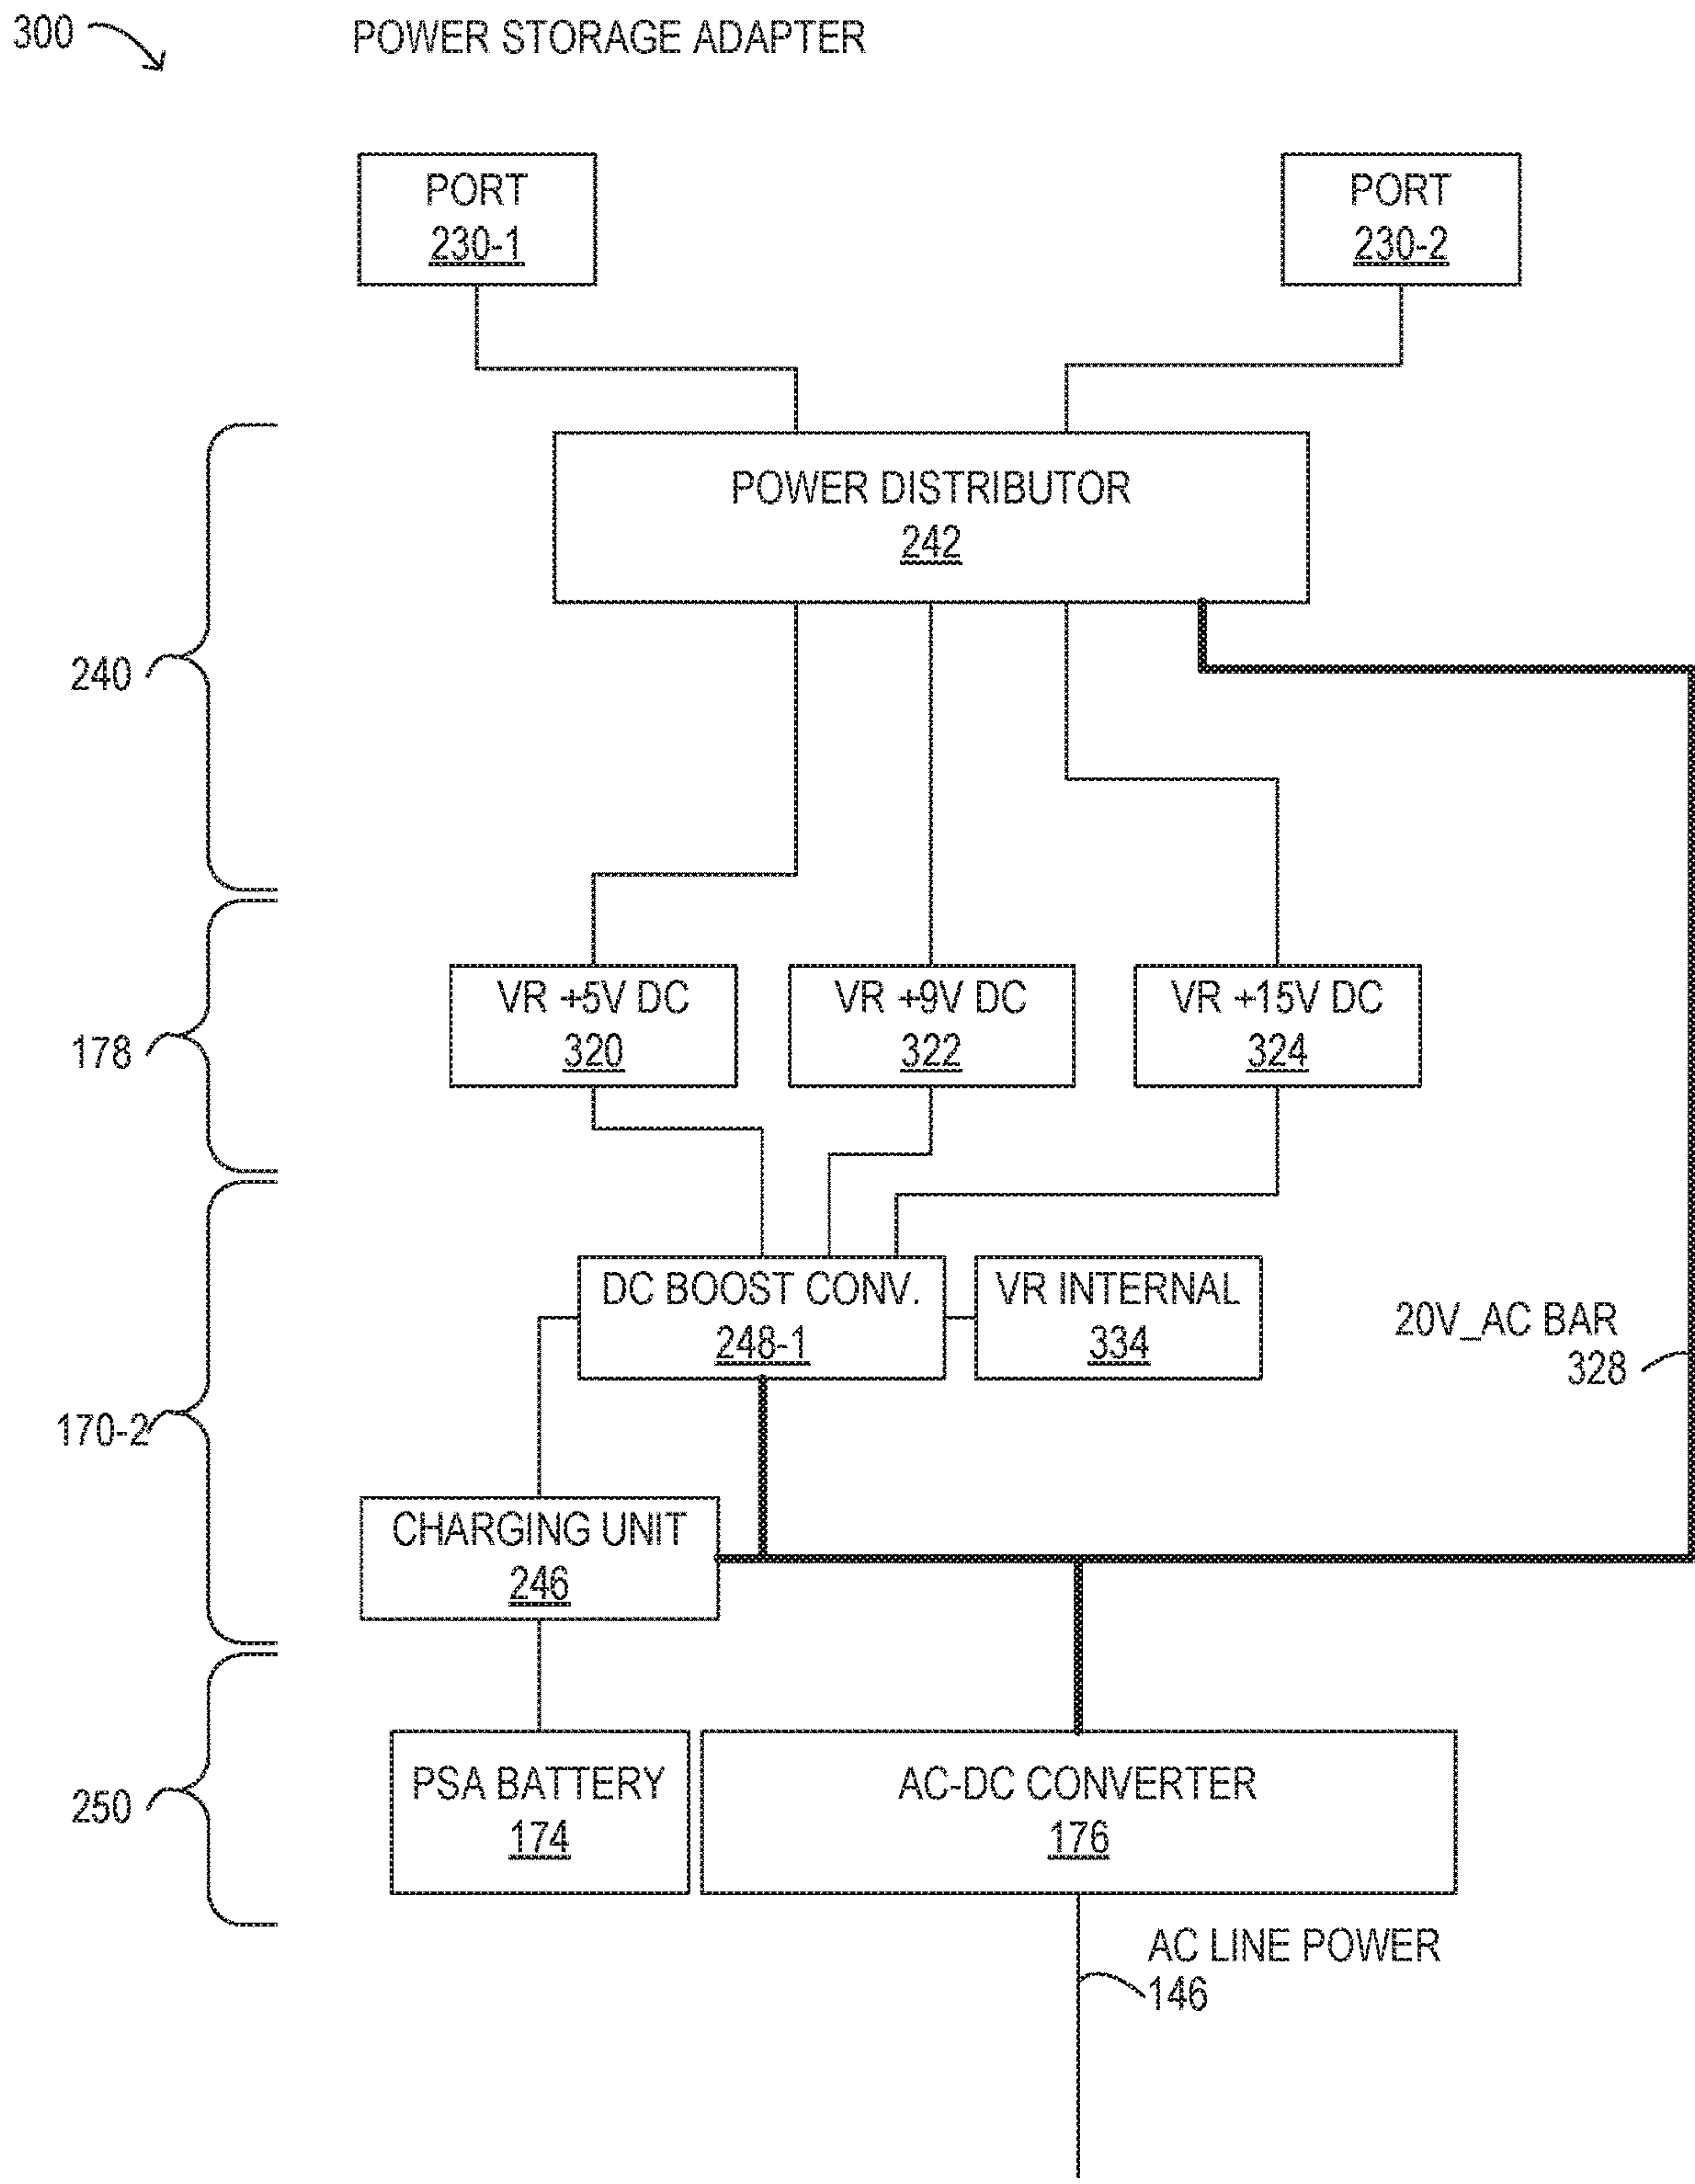 300
POWER STORAGE ADAPTER
PORT
230-1
PORT
230-2
POWER DISTRIBUTOR
242
240
VR +5V DC
320
VR +9V DC
322
VR +15V DC
324
178
DC BOOST CONV.
248-1
VR INTERNAL
334
20V_AC BAR
328
170-2
CHARGING UNIT
246
PSA BATTERY
174
AC-DC CONVERTER
176
250
AC LINE POWER
146